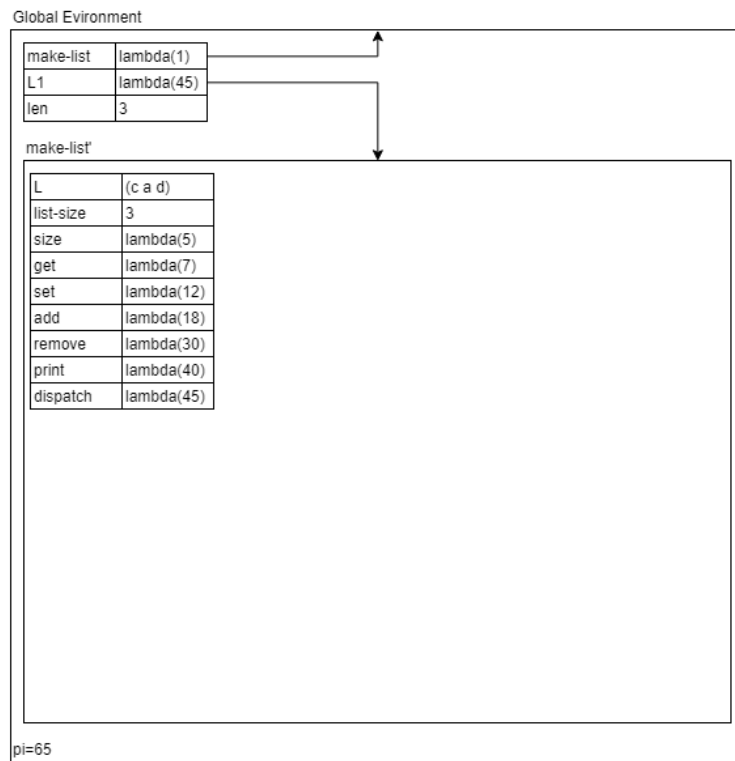 Global Evironment
make-list lambda(1)
L1 lambda(45)
len 3
make-list'
L (c a d)
list-size 3
size lambda(5)
get lambda(7)
set lambda(12)
add lambda(18)
remove lambda(30)
print lambda(40)
dispatch lambda(45)
pi=65